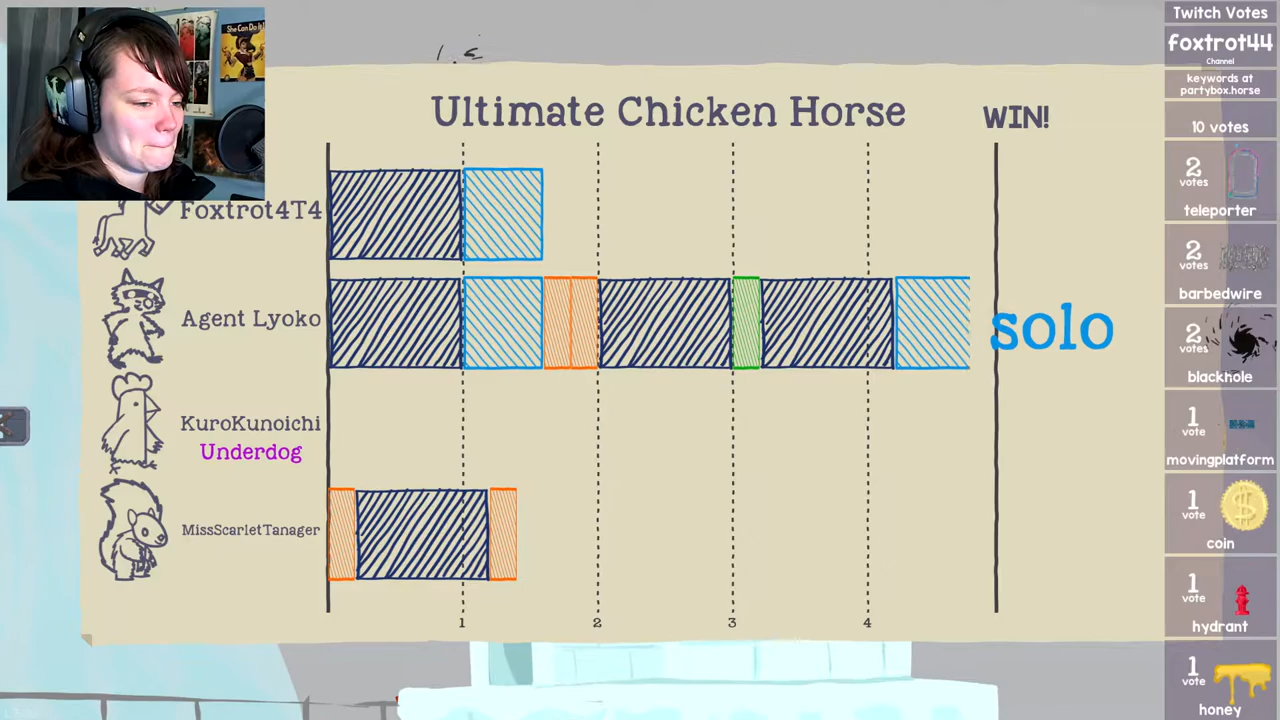 She Can Do It!
Ultimate Chicken Horse
WIN!
Foxtrot4T4
Agent Lyoko
solo
KuroKunoichi
Underdog
MissScarletTanager
1
2
3
4
Twitch Votes
foxtrot44
Channel
keywords at
partybox.horse
10 votes
2
votes
teleporter
2
votes
barbedwire
2
votes
blackhole
1
vote
movingplatform
1
vote
coin
1
vote
hydrant
1
vote
honey